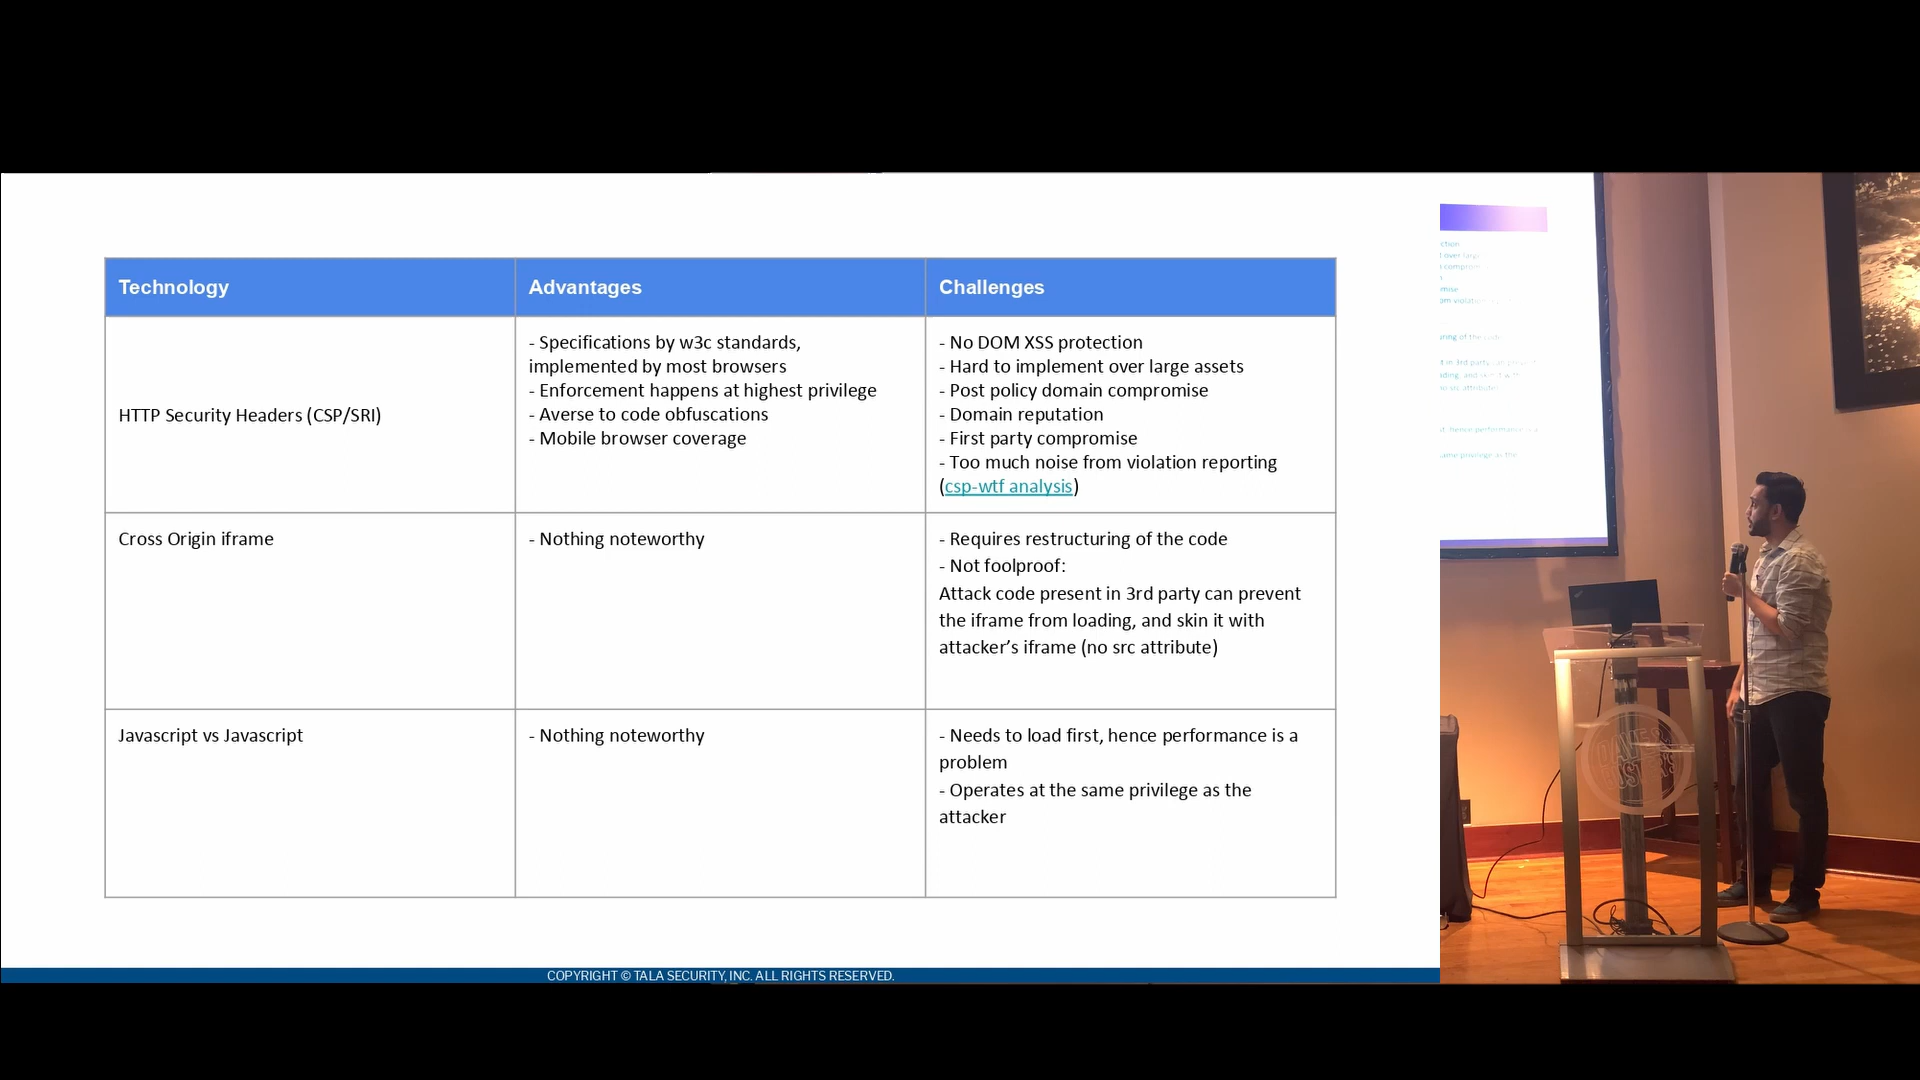 Technology
Advantages
Challenges
HTTP Security Headers (CSP/SRI)
- Specifications by w3c standards,
implemented by most browsers
- Enforcement happens at highest privilege
- Averse to code obfuscations
- Mobile browser coverage
- No DOM XSS protection
- Hard to implement over large assets
- Post policy domain compromise
- Domain reputation
- First party compromise
- Too much noise from violation reporting
(csp-wtf analysis)
Cross Origin iframe
- Nothing noteworthy
- Requires restructuring of the code
- Not foolproof:
Attack code present in 3rd party can prevent
the iframe from loading, and skin it with
attacker’s iframe (no src attribute)
Javascript vs Javascript
- Nothing noteworthy
- Needs to load first, hence performance is a
problem
- Operates at the same privilege as the
attacker
COPYRIGHT © TALA SECURITY, INC. ALL RIGHTS RESERVED.
DAVE &
BUSTER'S